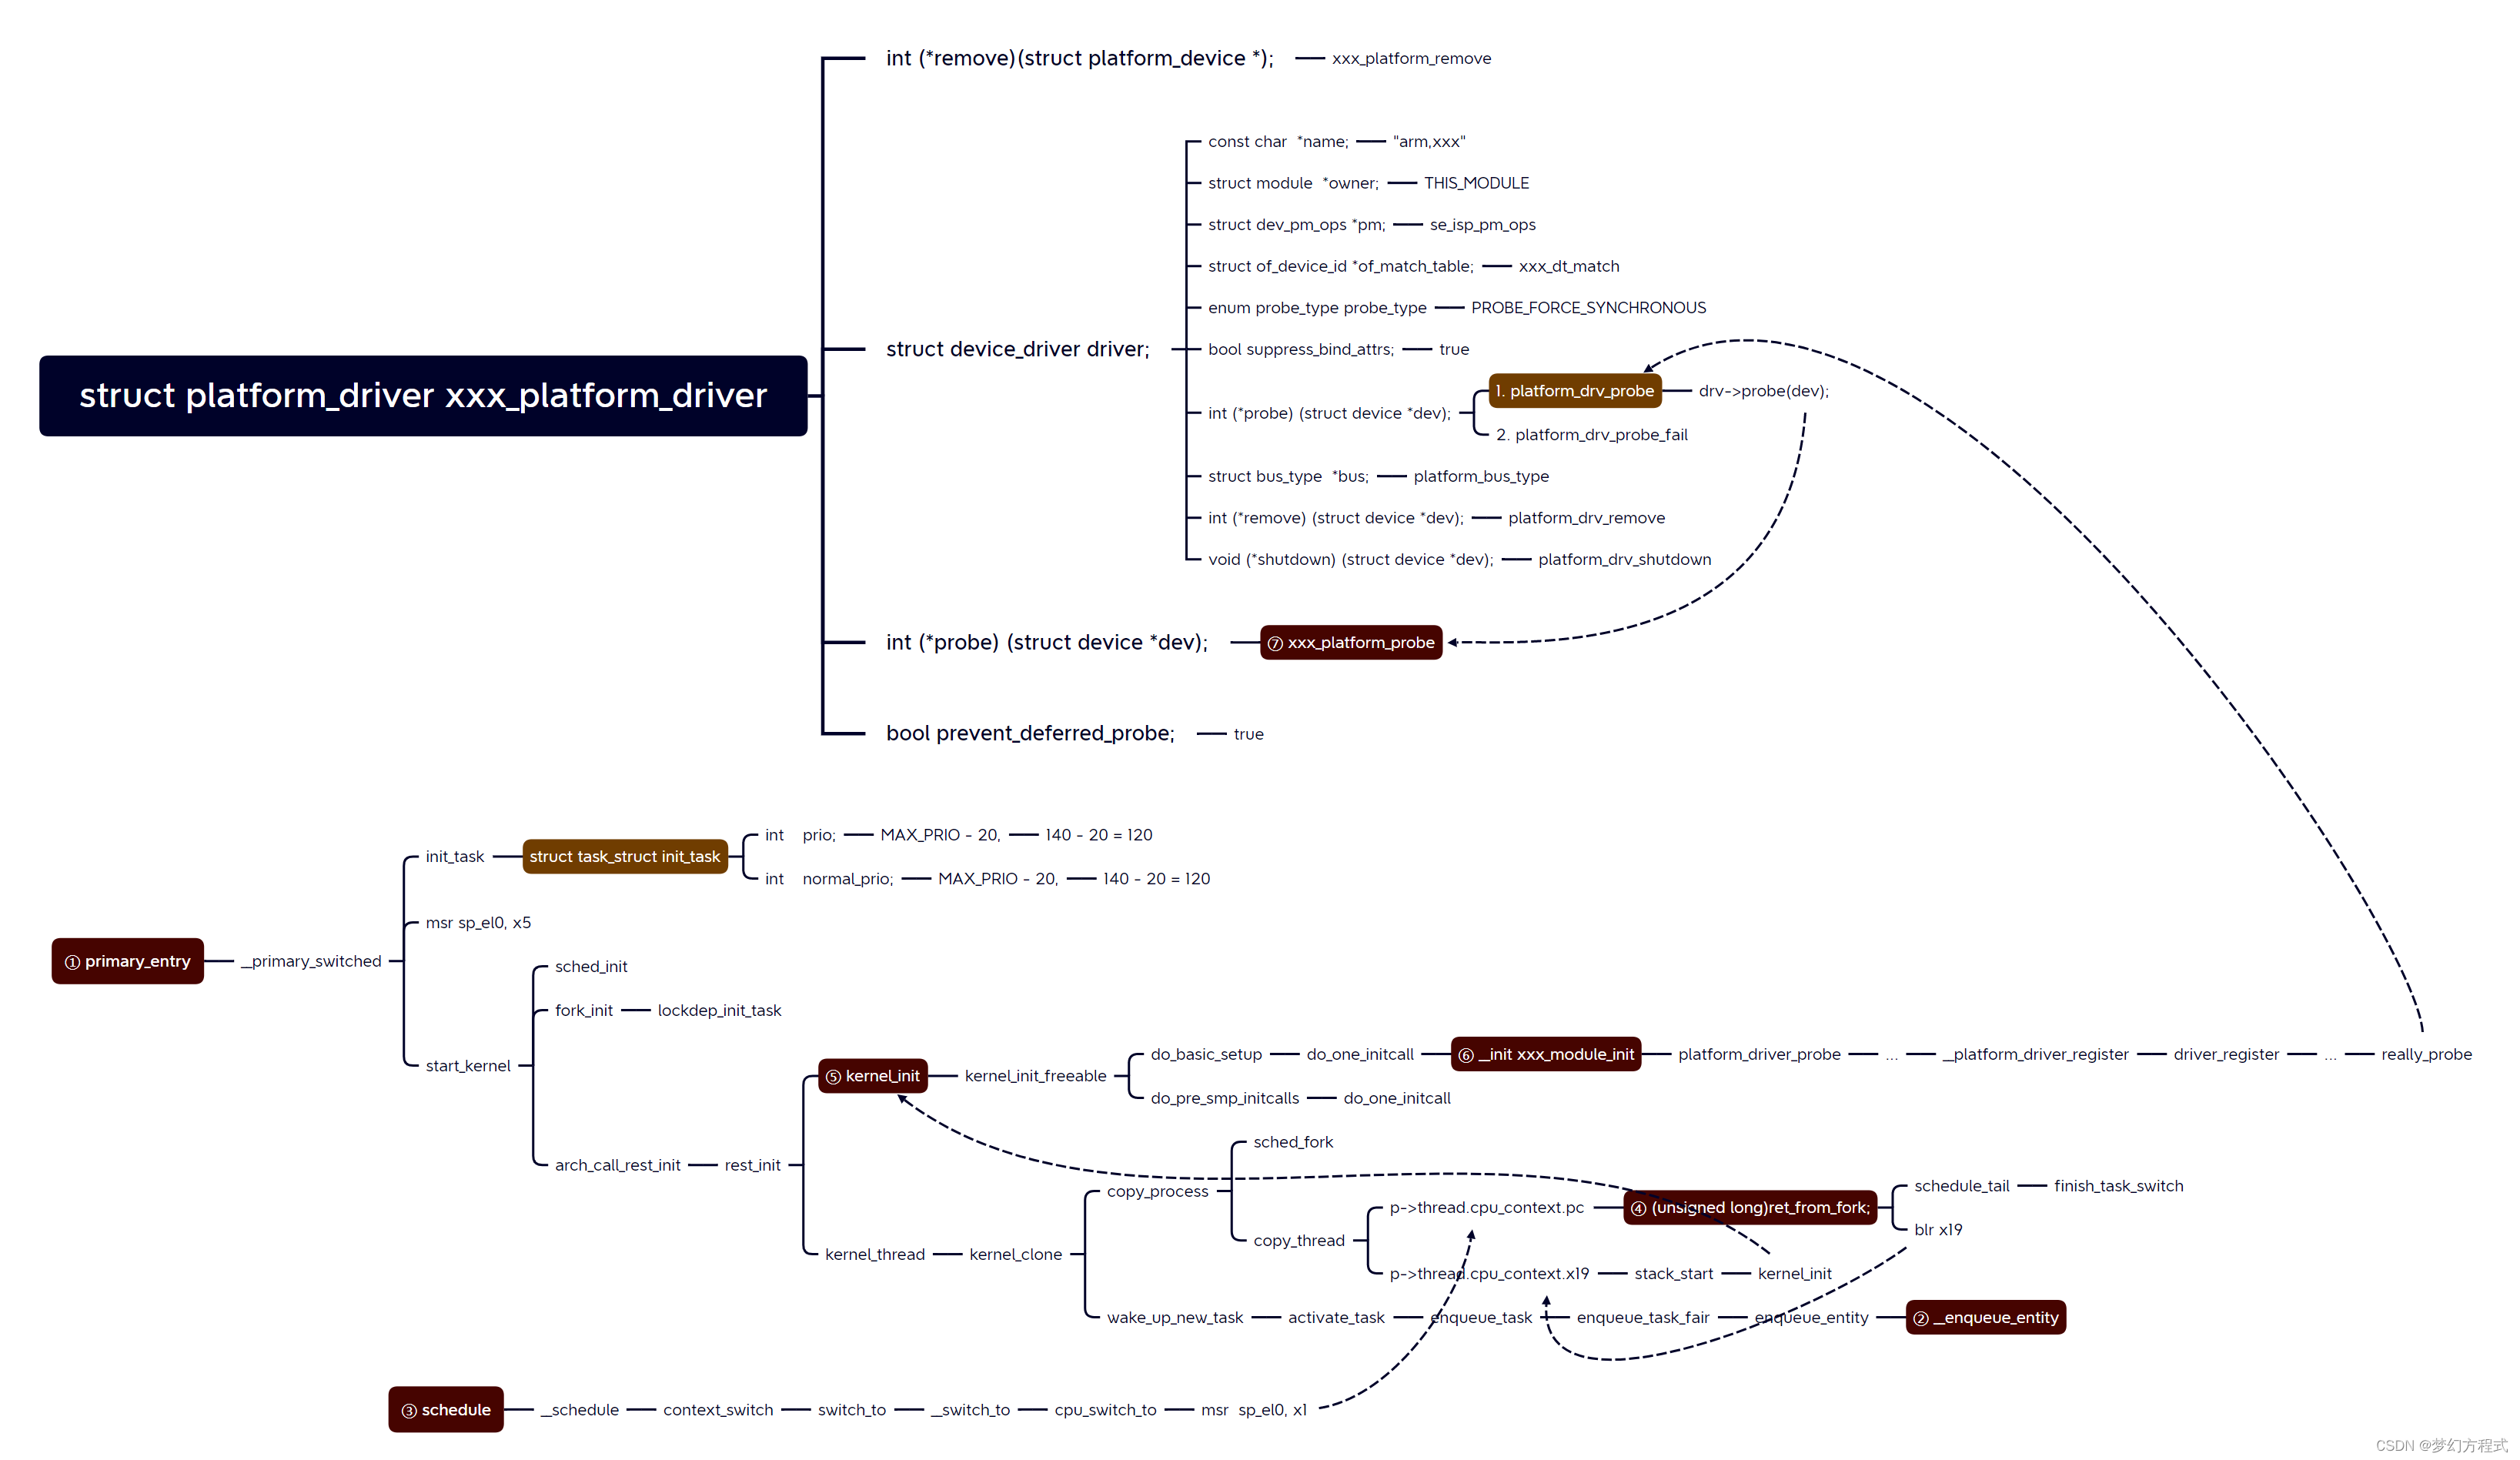 int (*remove)(struct platform_device *); xxx_platform_remove
const char *name; "arm,xxx"
struct module *owner; THIS_MODULE
struct dev_pm_ops *pm; se_isp_pm_ops
struct of_device_id *of_match_table; xxx_dt_match
enum probe_type probe_type PROBE_FORCE_SYNCHRONOUS
struct device_driver driver; bool suppress_bind_attrs; true
struct platform_driver xxx_platform_driver
1. platform_drv_probe drv->probe(dev);
int (*probe) (struct device *dev);
2. platform_drv_probe_fail
struct bus_type *bus; platform_bus_type
int (*remove) (struct device *dev); platform_drv_remove
void (*shutdown) (struct device *dev); platform_drv_shutdown
int (*probe) (struct device *dev); ⑦ xxx_platform_probe
bool prevent_deferred_probe; true
int prio; MAX_PRIO - 20, 140 - 20 = 120
init_task struct task_struct init_task
int normal_prio; MAX_PRIO - 20, 140 - 20 = 120
msr sp_el0, x5
① primary_entry __primary_switched
sched_init
fork_init lockdep_init_task
start_kernel
do_basic_setup do_one_initcall ⑥ __init xxx_module_init platform_driver_probe ... __platform_driver_register driver_register ... really_probe
⑤ kernel_init kernel_init_freeable
do_pre_smp_initcalls do_one_initcall
sched_fork
arch_call_rest_init rest_init
copy_process
schedule_tail finish_task_switch
p->thread.cpu_context.pc ④ (unsigned long)ret_from_fork;
blr x19
copy_thread
kernel_thread kernel_clone
p->thread.cpu_context.x19 stack_start kernel_init
wake_up_new_task activate_task enqueue_task enqueue_task_fair enqueue_entity ② __enqueue_entity
③ schedule __schedule context_switch switch_to __switch_to cpu_switch_to msr sp_el0, x1
CSDN @梦幻方程式